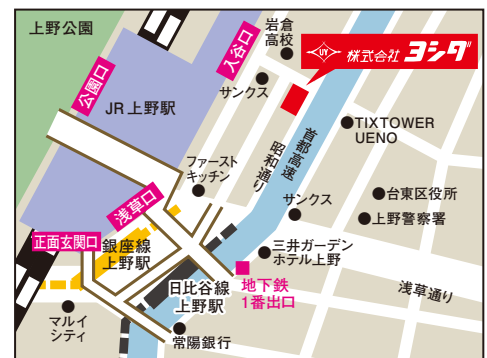 上野公園
公園口
JR上野駅
入谷口
岩倉
高校
サンクス
UY
株式会社 ヨシダ
首都高速
昭和通り
TIXTOWER
UENO
ファースト
キッチン
浅草口
サンクス
台東区役所
上野警察署
正面玄関口
銀座線
上野駅
三井ガーデン
ホテル上野
日比谷線
上野駅
地下鉄
1番出口
浅草通り
マルイ
シティ
常陽銀行